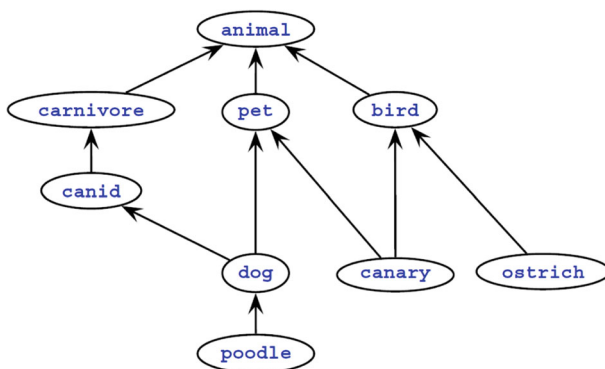 animal
carnivore
pet
bird
canid
dog
canary
ostrich
poodle